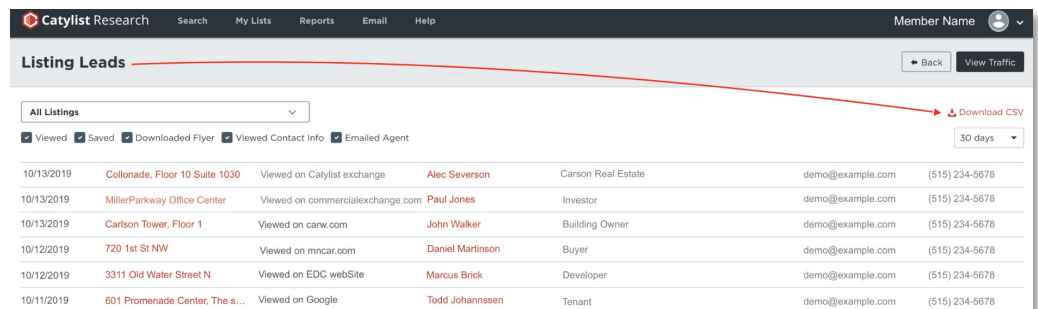 Catylist Research Search My Lists Reports Email Help Member Name
Listing Leads Back View Traffic
All Listings Download CSV
Viewed Saved Downloaded Flyer Viewed Contact Info Emailed Agent 30 days
10/13/2019 Collonade, Floor 10 Suite 1030 Viewed on Catylist exchange Alec Severson Carson Real Estate demo@example.com (515) 234-5678
10/13/2019 MillerParkway Office Center Viewed on commercialexchange.com Paul Jones Investor demo@example.com (515) 234-5678
10/13/2019 Carlson Tower, Floor 1 Viewed on carw.com John Walker Building Owner demo@example.com (515) 234-5678
10/12/2019 720 1st St NW Viewed on mncar.com Daniel Martinson Buyer demo@example.com (515) 234-5678
10/12/2019 3311 Old Water Street N Viewed on EDC webSite Marcus Brick Developer demo@example.com (515) 234-5678
10/11/2019 601 Promenade Center, The s... Viewed on Google Todd Johannssen Tenant demo@example.com (515) 234-5678